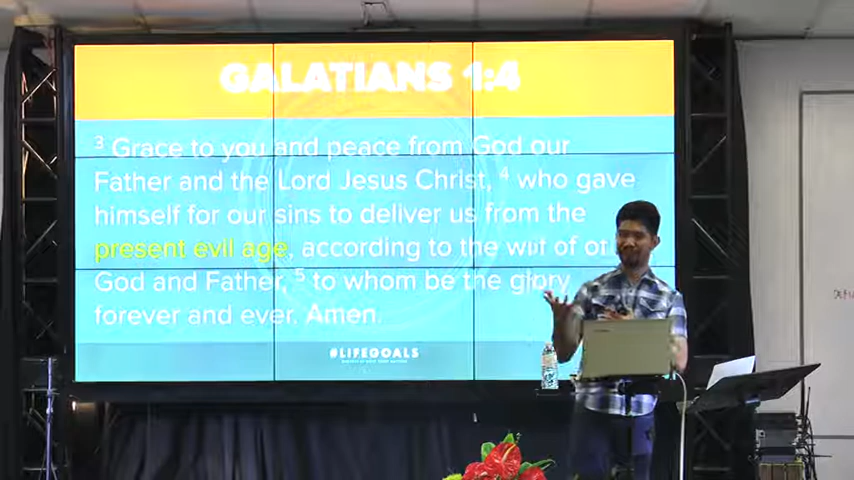 GALATIANS 1:4
³ Grace to you and peace from God our
Father and the Lord Jesus Christ, ⁴ who gave
himself for our sins to deliver us from the
present evil age, according to the will of
God and Father, ⁵ to whom be the glory
forever and ever. Amen.
#LIFEGOALS